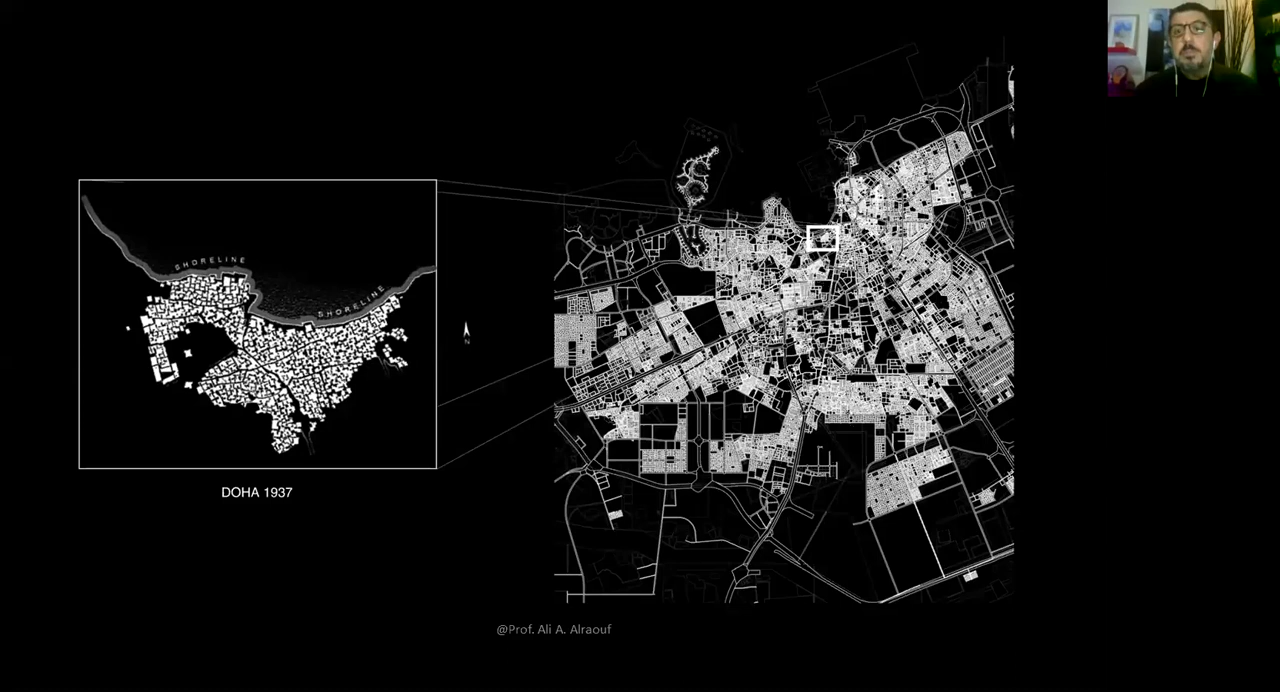 SHORELINE
SHORELINE
N
DOHA 1937
@Prof. Ali A. Alraouf